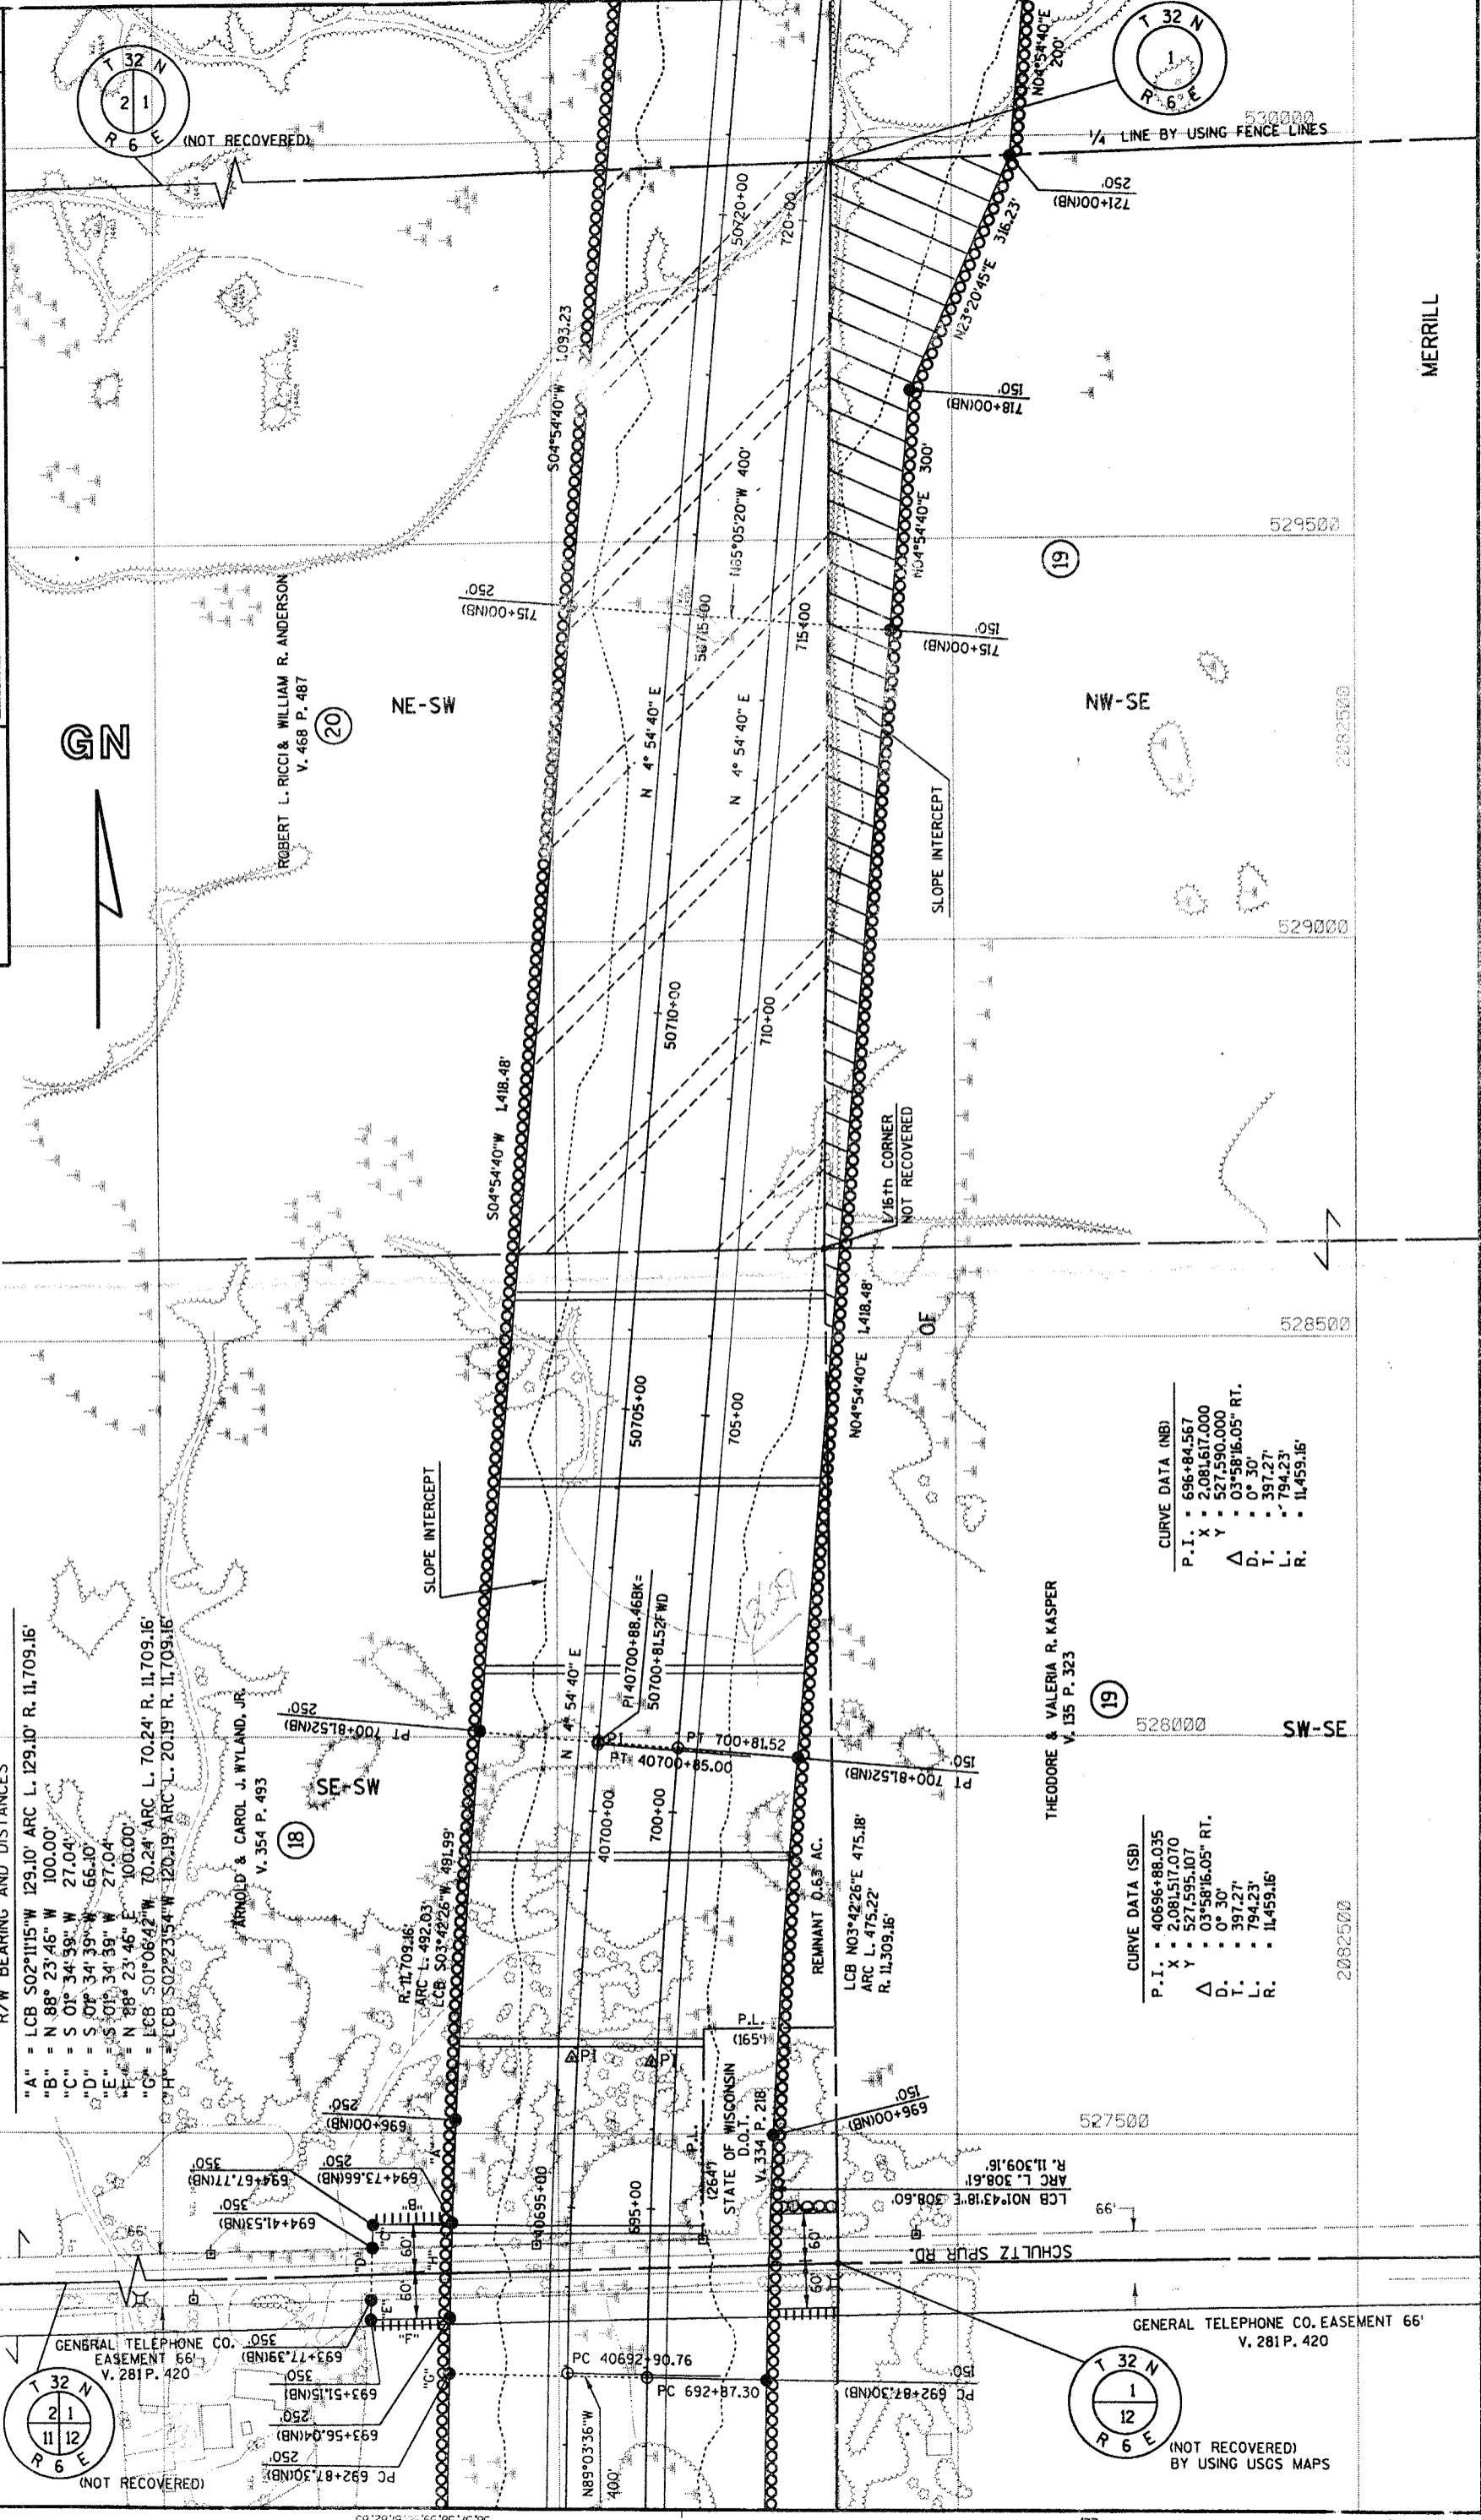 T 32 N
2 1
R 6 E
(NOT RECOVERED)
T 32 N
1
R 6 E
N04°54'40"E
200'
530000
1/4 LINE BY USING FENCE LINES
721+00(NB)
250'
50720+00
720+00
N23°20'45"E 316.23'
S04°54'40"W 1,093.23
718+00(NB)
150'
MERRILL
N65°05'20"W 400'
N04°54'40"E 300'
529500
19
715+00(NB)
250'
50715+00
715+00
715+00(NB)
150'
ROBERT L. RICCI & WILLIAM R. ANDERSON
V. 468 P. 487
20
NE-SW
NW-SE
GN
N 4° 54' 40" E
N 4° 54' 40" E
2082500
SLOPE INTERCEPT
529000
50710+00
710+00
S04°54'40"W 1,418.48'
1/16th CORNER
NOT RECOVERED
N04°54'40"E 1,418.48'
OF
528500
50705+00
705+00
SLOPE INTERCEPT
CURVE DATA (NB)
P.I. = 696+84.567
X = 2,081,617.000
Y = 527,590.000
Δ = 03°58'16.05" RT.
D. = 0° 30'
T. = 397.27'
L. = 794.23'
R. = 11,459.16'
R/W BEARING AND DISTANCES
"A" = LCB S02°11'15"W 129.10' ARC L. 129.10' R. 11,709.16'
"B" = N 88° 23' 46" W 100.00'
"C" = S 01° 34' 39" W 27.04'
"D" = S 01° 34' 39" W 66.10'
"E" = S 01° 34' 39" W 27.04'
"F" = N 88° 23' 46" E 100.00'
"G" = LCB S01°06'42"W 70.24' ARC L. 70.24' R. 11,709.16'
"H" = LCB S02°23'54"W 120.19' ARC L. 20.19' R. 11,709.16'
PT 700+81.52(NB)
250'
N 4° 54' 40" E
PI 40700+88.46BK=
50700+81.52FWD
PI
PT 700+81.52
PT 40700+85.00
PT 700+81.52(NB)
150'
THEODORE & VALERIA R. KASPER
V. 135 P. 323
19
528000
SW-SE
SE-SW
ARNOLD & CAROL J. WYLAND, JR.
V. 354 P. 493
18
40700+00
700+00
R. 11,709.16'
ARC L. 492.03'
LCB S03°42'26"W 491.99'
REMNANT 0.63 AC.
LCB N03°42'26"E 475.18'
ARC L. 475.22'
R. 11,309.16'
CURVE DATA (SB)
P.I. = 40696+88.035
X = 2,081,517.070
Y = 527,595.107
Δ = 03°58'16.05" RT.
D. = 0° 30'
T. = 397.27'
L. = 794.23'
R. = 11,459.16'
2082500
PI
PI
P.L.
(.591)
P.L.
(264')
STATE OF WISCONSIN
D.O.T.
V. 334 P. 218
696+00(NB)
250'
696+00(NB)
150'
527500
694+67.77(NB)
350'
694+73.66(NB)
250'
694+41.53(NB)
350'
"A"
"B"
"C"
"D"
"E"
"F"
"G"
"H"
60'
60'
66'
40695+00
695+00
LCB N01°43'18"E 308.60'
ARC L. 308.61'
R. 11,309.16'
60'
60'
66'
SCHULTZ SPUR RD.
GENERAL TELEPHONE CO.
EASEMENT 66'
V. 281 P. 420
693+77.39(NB)
350'
693+51.15(NB)
350'
693+56.04(NB)
250'
PC 692+87.30(NB)
250'
PC 40692+90.76
PC 692+87.30
N89°03'36"W
400'
PC 692+87.30(NB)
150'
GENERAL TELEPHONE CO. EASEMENT 66'
V. 281 P. 420
T 32 N
2 1
11 12
R 6 E
(NOT RECOVERED)
T 32 N
1
12
R 6 E
(NOT RECOVERED)
BY USING USGS MAPS